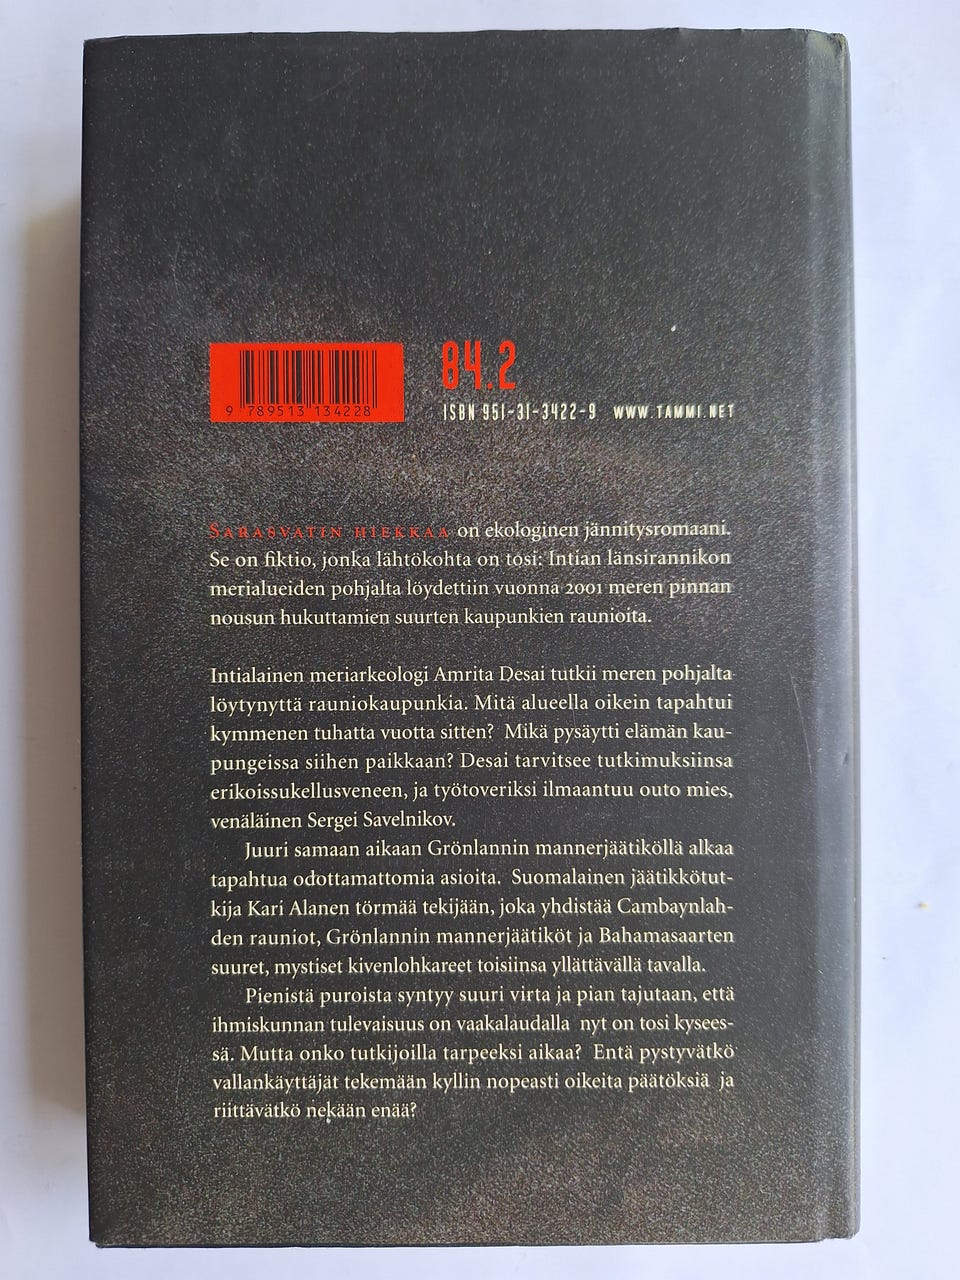 9 789513 134228
84.2
ISBN 951-31-3422-9 WWW.TAMMI.NET
SARASVATIN HIEKKAA on ekologinen jännitysromaani.
Se on fiktio, jonka lähtökohta on tosi: Intian länsirannikon
merialueiden pohjalta löydettiin vuonna 2001 meren pinnan
nousun hukuttamien suurten kaupunkien raunioita.
Intialainen meriarkeologi Amrita Desai tutkii meren pohjalta
löytynyttä rauniokaupunkia. Mitä alueella oikein tapahtui
kymmenen tuhatta vuotta sitten? Mikä pysäytti elämän kau-
pungeissa siihen paikkaan? Desai tarvitsee tutkimuksiinsa
erikoissukellusveneen, ja työtoveriksi ilmaantuu outo mies,
venäläinen Sergei Savelnikov.
Juuri samaan aikaan Grönlannin mannerjäätiköllä alkaa
tapahtua odottamattomia asioita. Suomalainen jäätikkötut-
kija Kari Alanen törmää tekijään, joka yhdistää Cambaynlah-
den rauniot, Grönlannin mannerjäätiköt ja Bahamasaarten
suuret, mystiset kivenlohkareet toisiinsa yllättävällä tavalla.
Pienistä puroista syntyy suuri virta ja pian tajutaan, että
ihmiskunnan tulevaisuus on vaakalaudalla nyt on tosi kysees-
sä. Mutta onko tutkijoilla tarpeeksi aikaa? Entä pystyvätkö
vallankäyttäjät tekemään kyllin nopeasti oikeita päätöksiä ja
riittävätkö nekään enää?